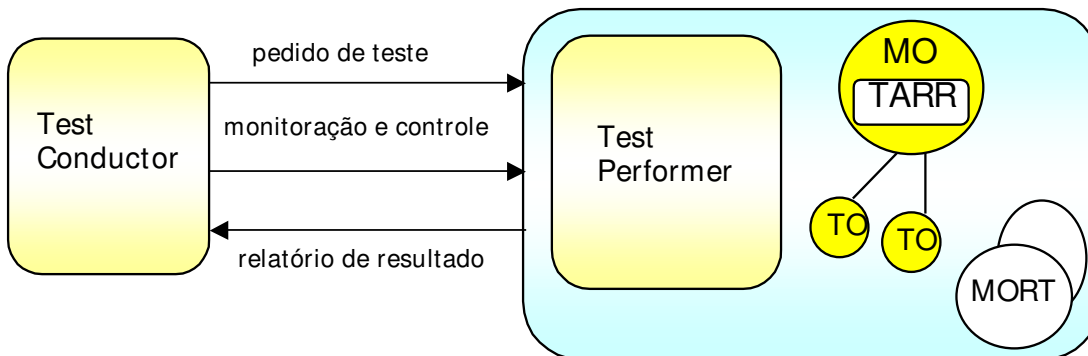 pedido de teste
Test
Conductor
monitoração e controle
relatório de resultado
Test
Performer
MO
TARR
TO
TO
MORT